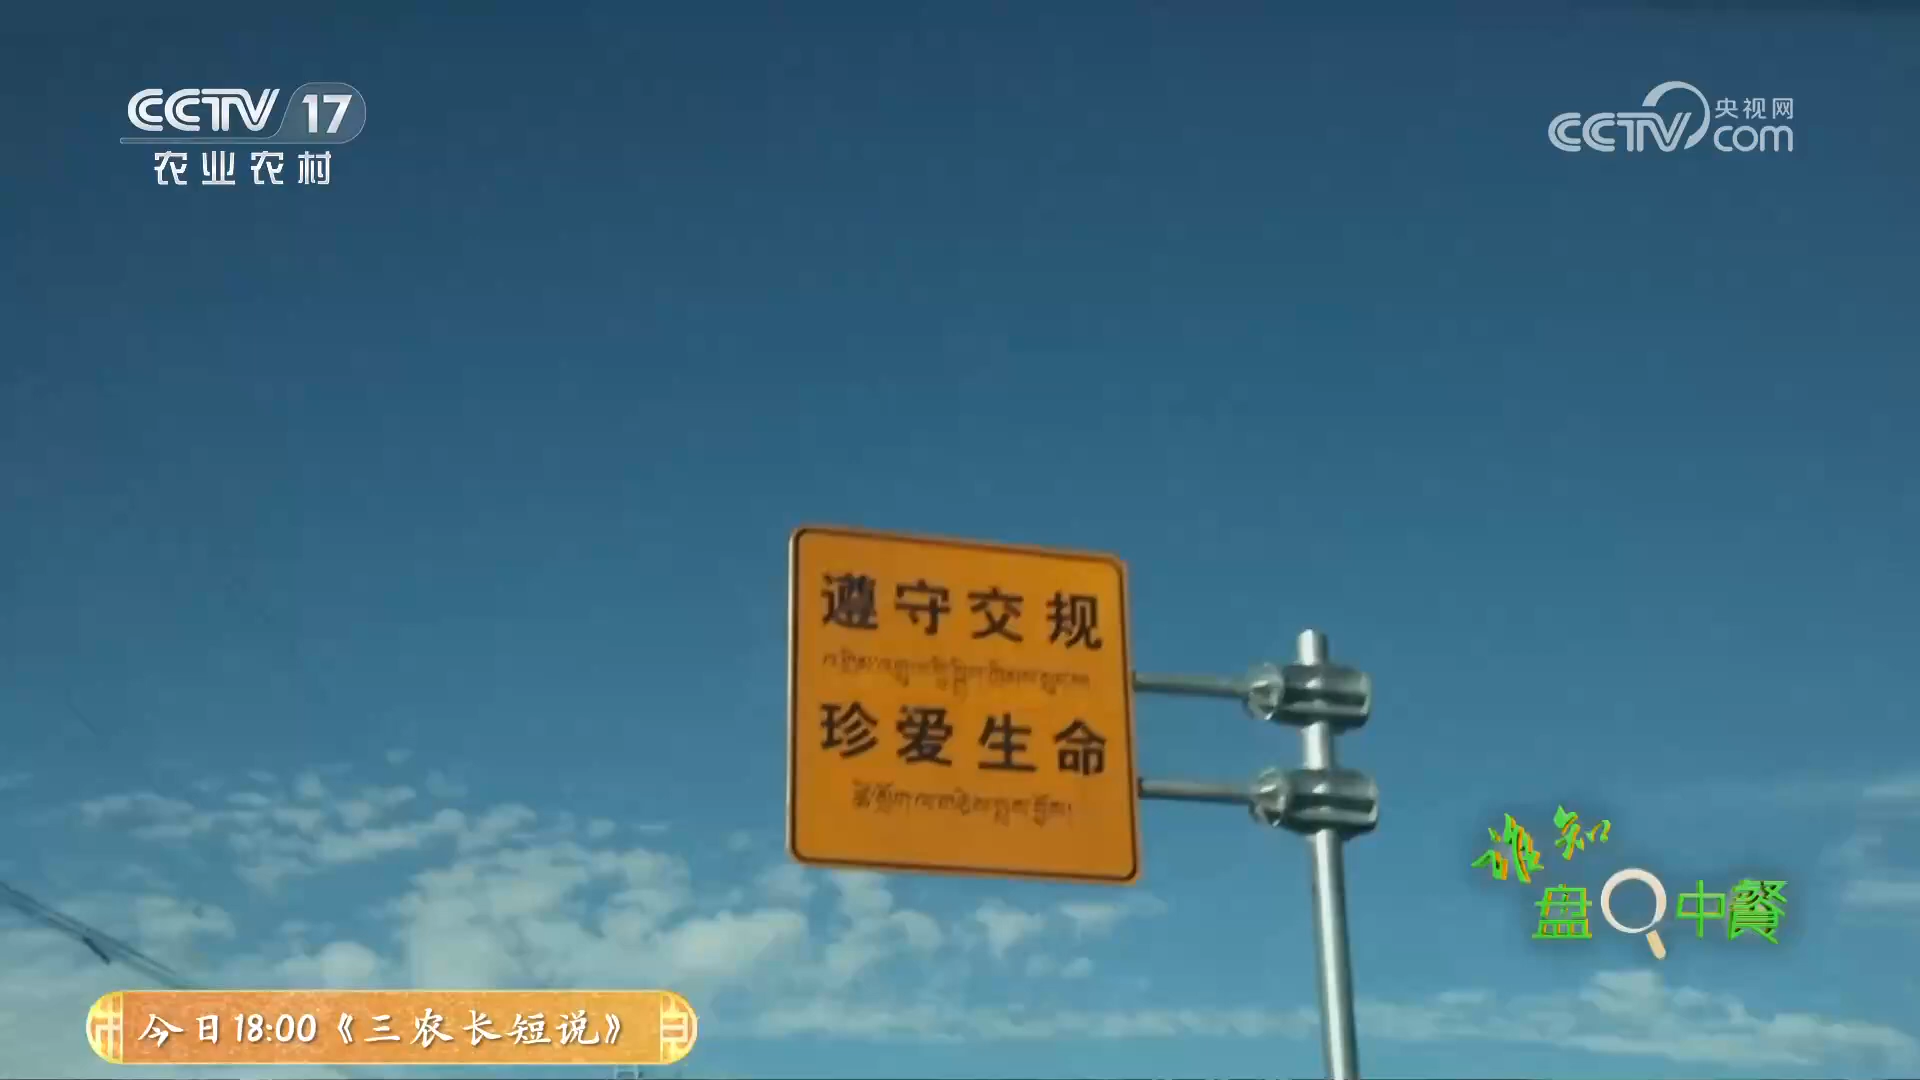 CCTV 17
农业农村
央视网
CCTV com
遵守交规
珍爱生命
谁知
盘中餐
今日18:00《三农长短说》